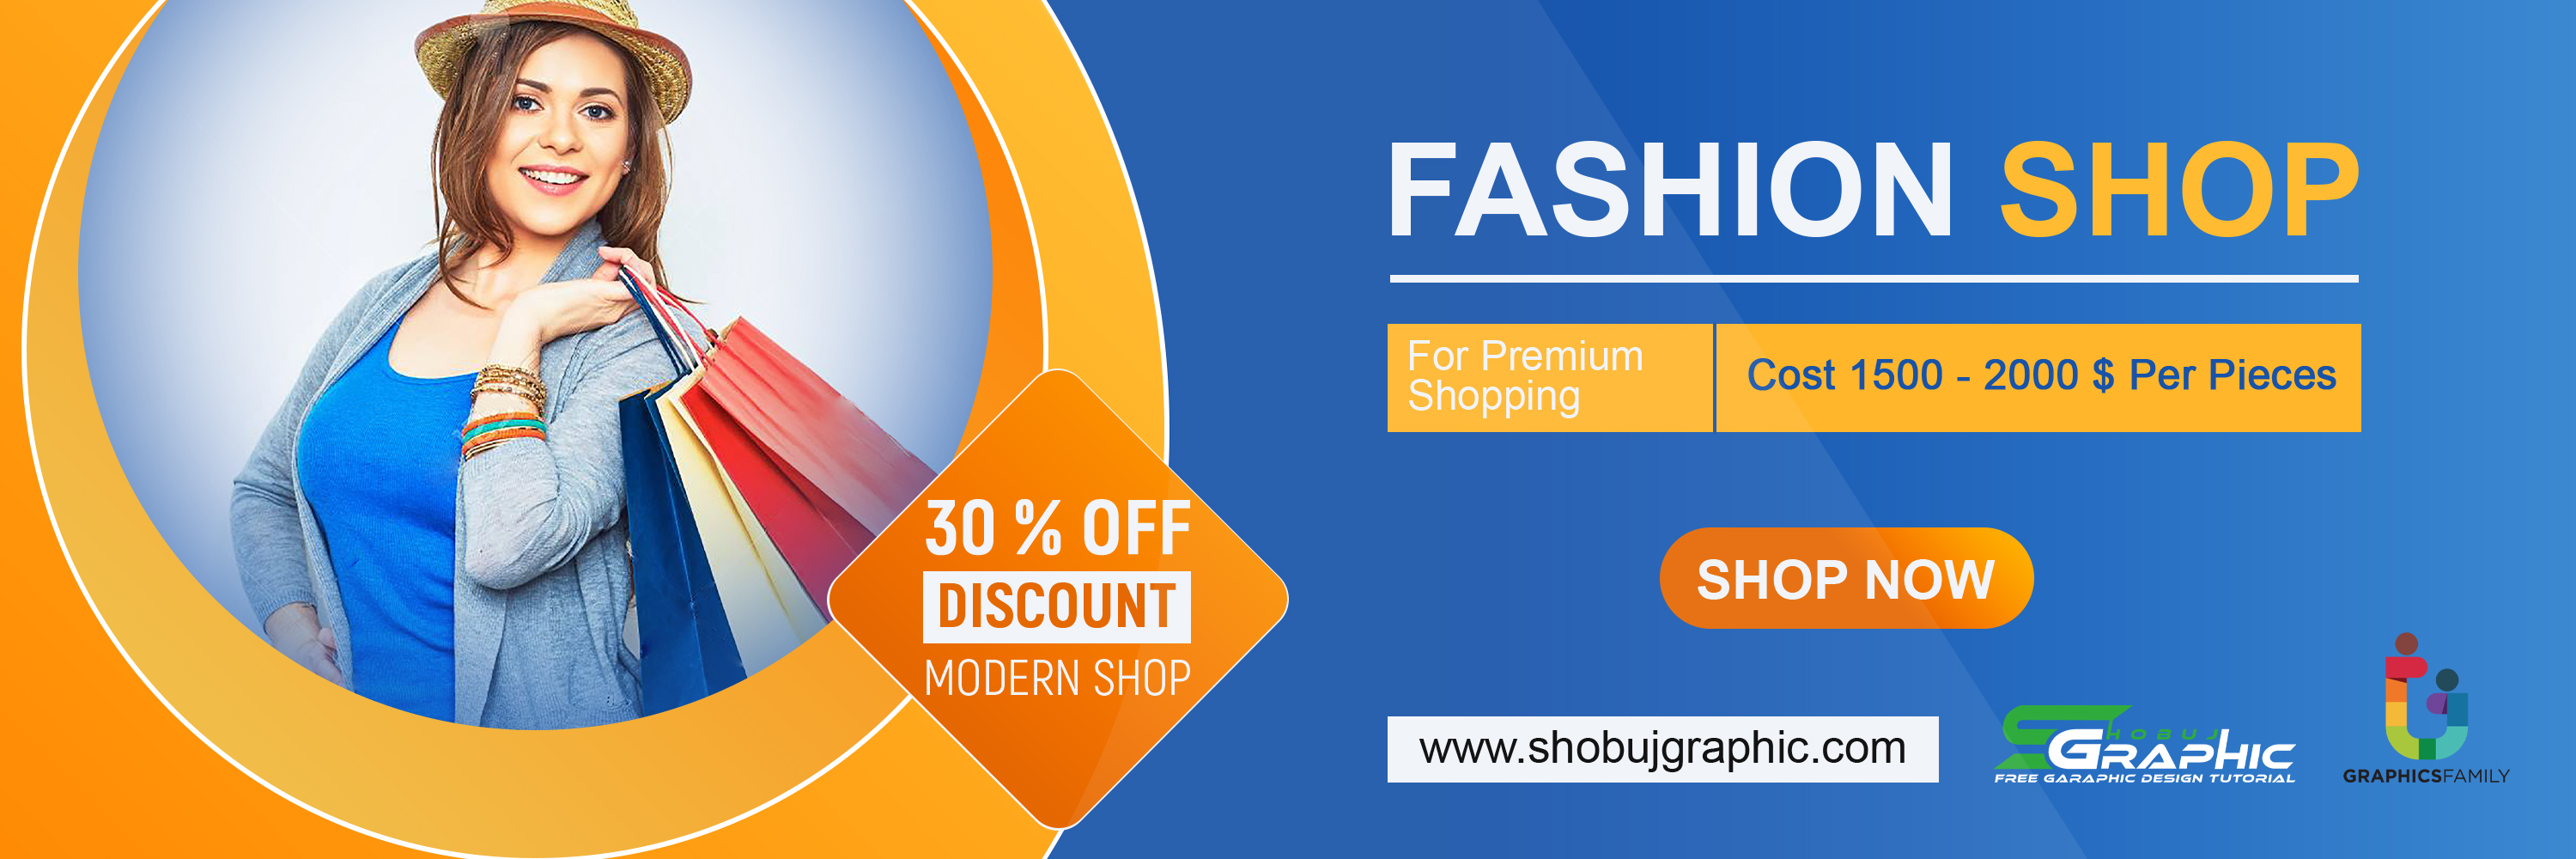 FASHION SHOP
For Premium
Shopping
Cost 1500 - 2000 $ Per Pieces
30 % OFF
DISCOUNT
MODERN SHOP
SHOP NOW
www.shobujgraphic.com
SHOBUJ
GRAPHIC
FREE GARAPHIC DESIGN TUTORIAL
GRAPHICSFAMILY